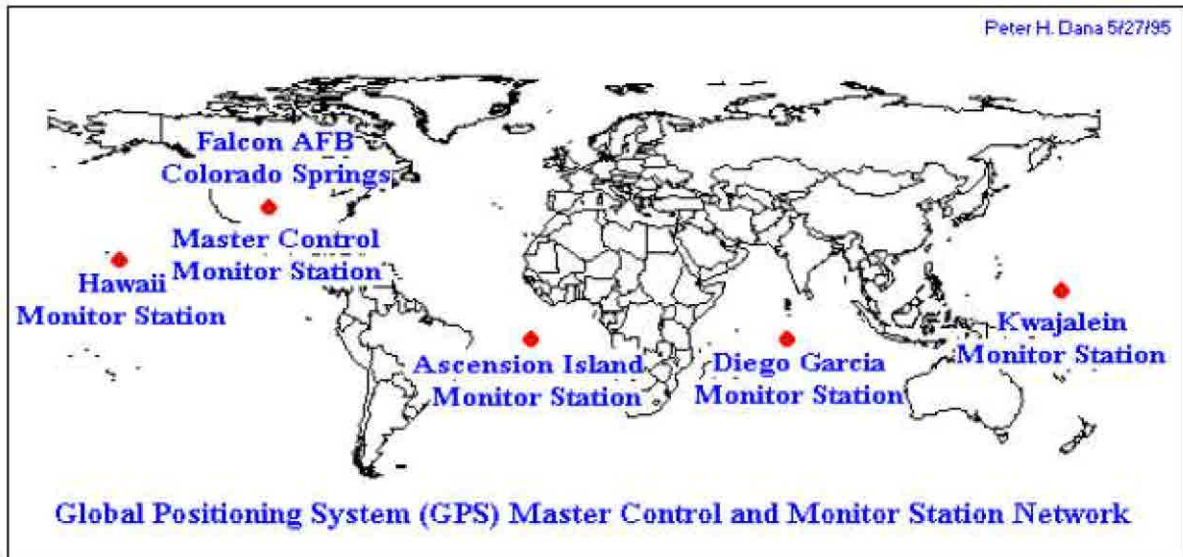 Peter H. Dana 5/27/95
Falcon AFB
Colorado Springs
Master Control
Monitor Station
Hawaii
Monitor Station
Ascension Island
Monitor Station
Diego Garcia
Monitor Station
Kwajalein
Monitor Station
Global Positioning System (GPS) Master Control and Monitor Station Network